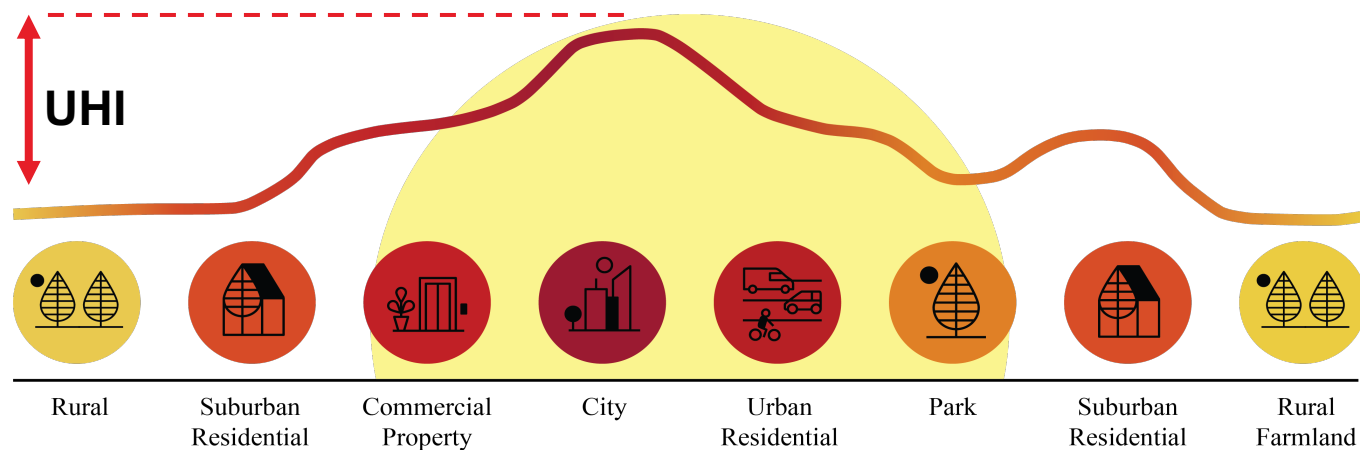 UHI
Rural
Suburban
Residential
Commercial
Property
City
Urban
Residential
Park
Suburban
Residential
Rural
Farmland